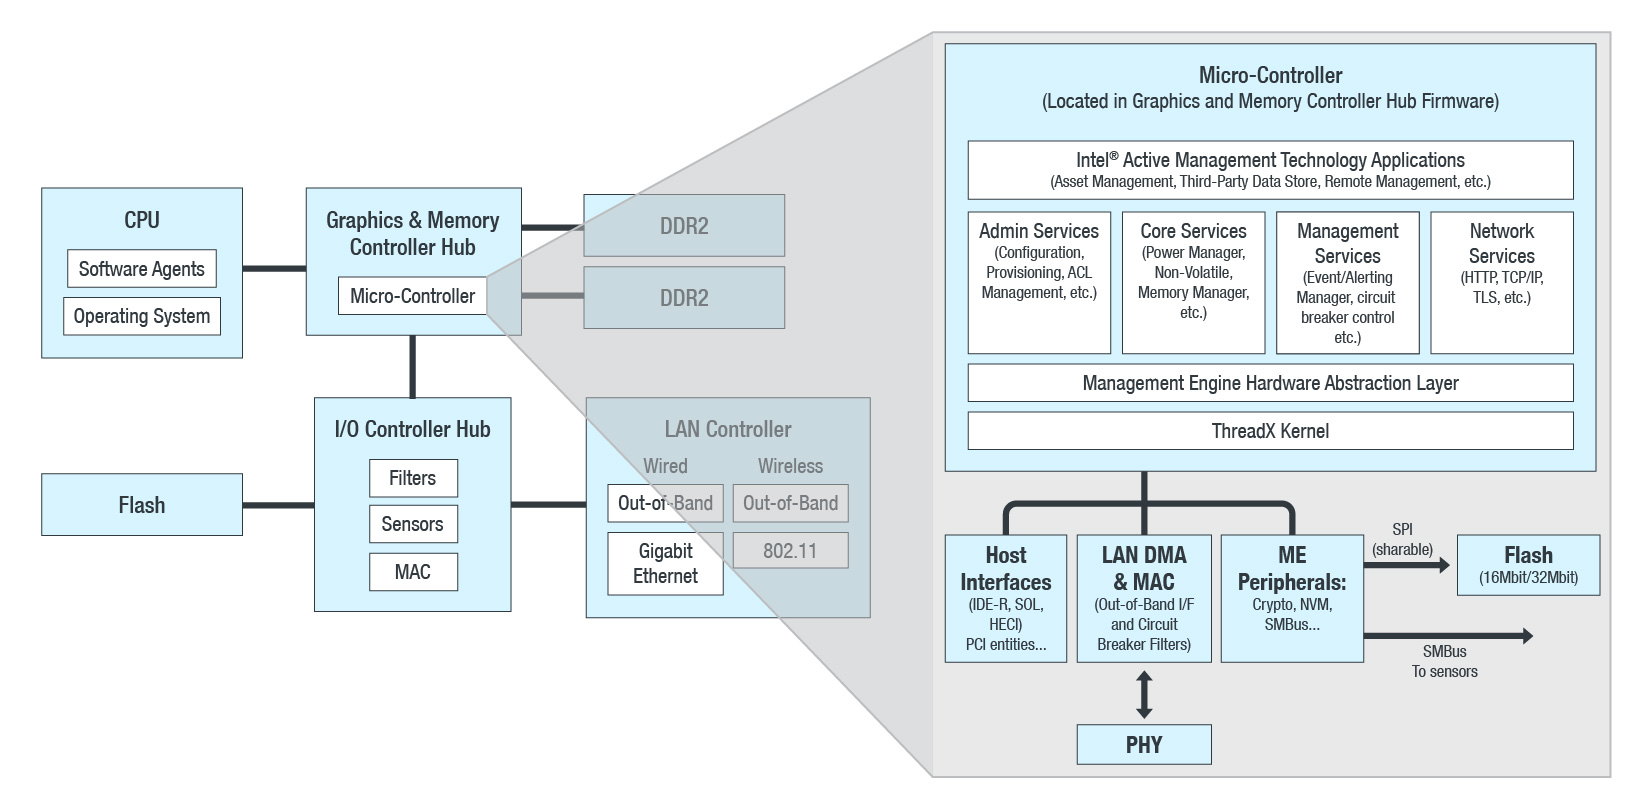 CPU
Software Agents
Operating System
Graphics & Memory
Controller Hub
Micro-Controller
DDR2
DDR2
I/O Controller Hub
Filters
Sensors
MAC
Flash
LAN Controller
Wired
Wireless
Out-of-Band
Out-of-Band
Gigabit
Ethernet
802.11
Micro-Controller
(Located in Graphics and Memory Controller Hub Firmware)
Intel® Active Management Technology Applications
(Asset Management, Third-Party Data Store, Remote Management, etc.)
Admin Services
(Configuration,
Provisioning, ACL
Management, etc.)
Core Services
(Power Manager,
Non-Volatile,
Memory Manager,
etc.)
Management
Services
(Event/Alerting
Manager, circuit
breaker control
etc.)
Network
Services
(HTTP, TCP/IP,
TLS, etc.)
Management Engine Hardware Abstraction Layer
ThreadX Kernel
Host
Interfaces
(IDE-R, SOL,
HECI)
PCI entities...
LAN DMA
& MAC
(Out-of-Band I/F
and Circuit
Breaker Filters)
ME
Peripherals:
Crypto, NVM,
SMBus...
SPI
(sharable)
Flash
(16Mbit/32Mbit)
SMBus
To sensors
PHY